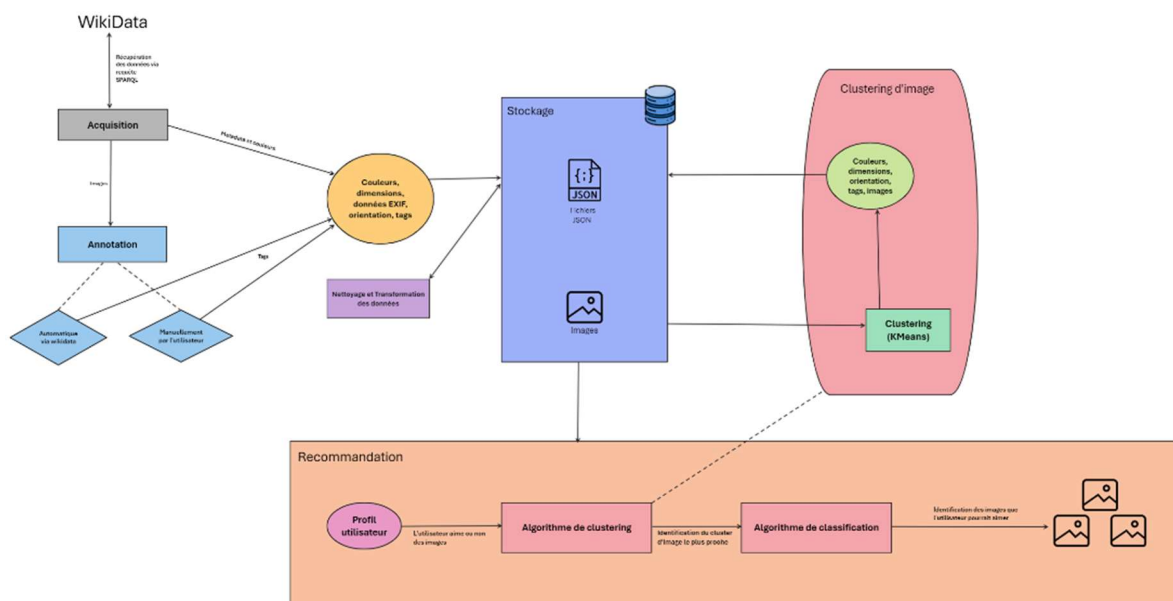 WikiData
Récupération
des données via
requête
SPARQL
Acquisition
Metadata et couleurs
Images
Annotation
Tags
Automatique
via wikidata
Manuellement
par l'utilisateur
Couleurs,
dimensions,
données EXIF,
orientation, tags
Nettoyage et Transformation
des données
Stockage
{;}
JSON
Fichiers
JSON
Images
Clustering d'image
Couleurs,
dimensions,
orientation,
tags, images
Clustering
(KMeans)
Recommandation
Profil
utilisateur
L'utilisateur aime ou non
des images
Algorithme de clustering
Identification du cluster
d'image le plus proche
Algorithme de classification
Identification des images que
l'utilisateur pourrait aimer